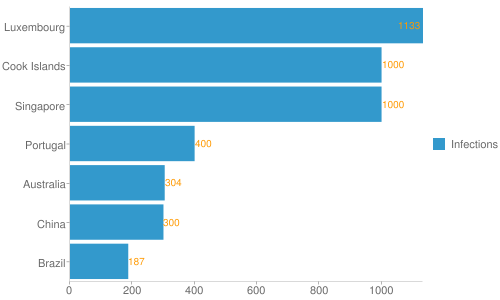 Luxembourg 1133
Cook Islands 1000
Singapore 1000
Portugal 400
Infections
Australia 304
China 300
Brazil 187
0 200 400 600 800 1000